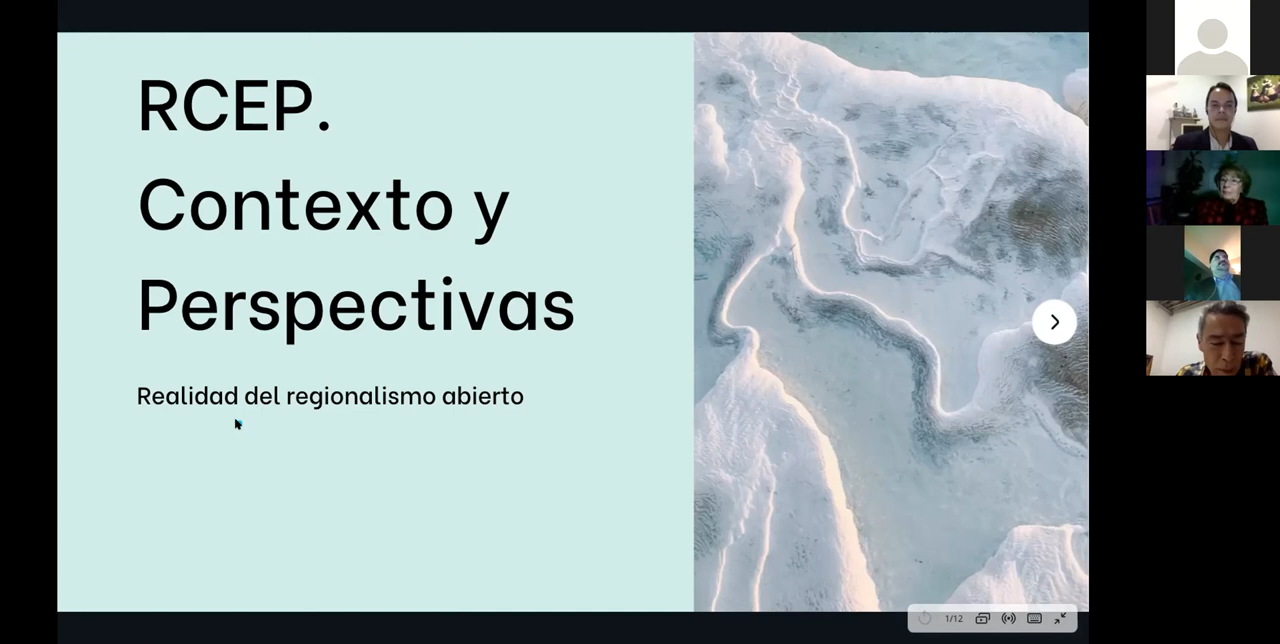 RCEP.
Contexto y
Perspectivas
Realidad del regionalismo abierto
1/12